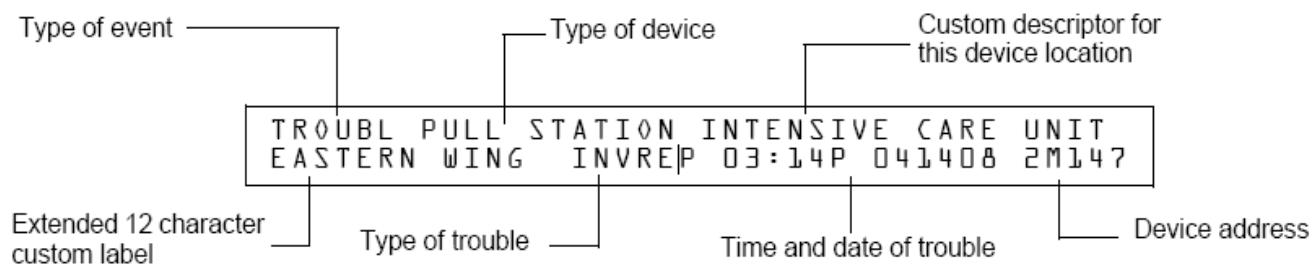 Type of event
Type of device
Custom descriptor for
this device location
TROUBL PULL STATION INTENSIVE CARE UNIT
EASTERN WING INVREP 03:14P 041408 2M147
Extended 12 character
custom label
Type of trouble
Time and date of trouble
Device address